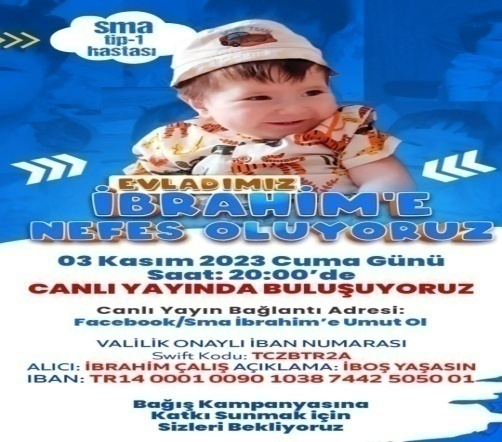 sma
tip-1
hastası
EVLADIMIZ
İBRAHİM'E
NEFES OLUYORUZ
03 Kasım 2023 Cuma Günü
Saat: 20:00'de
CANLI YAYINDA BULUŞUYORUZ
Canlı Yayın Bağlantı Adresi:
Facebook/Sma İbrahim'e Umut Ol
VALİLİK ONAYLI İBAN NUMARASI
Swift Kodu: TCZBTR2A
ALICI: İBRAHİM ÇALIŞ AÇIKLAMA: İBOŞ YAŞASIN
IBAN: TR14 0001 0090 1038 7442 5050 01
Bağış Kampanyasına
Katkı Sunmak için
Sizleri Bekliyoruz